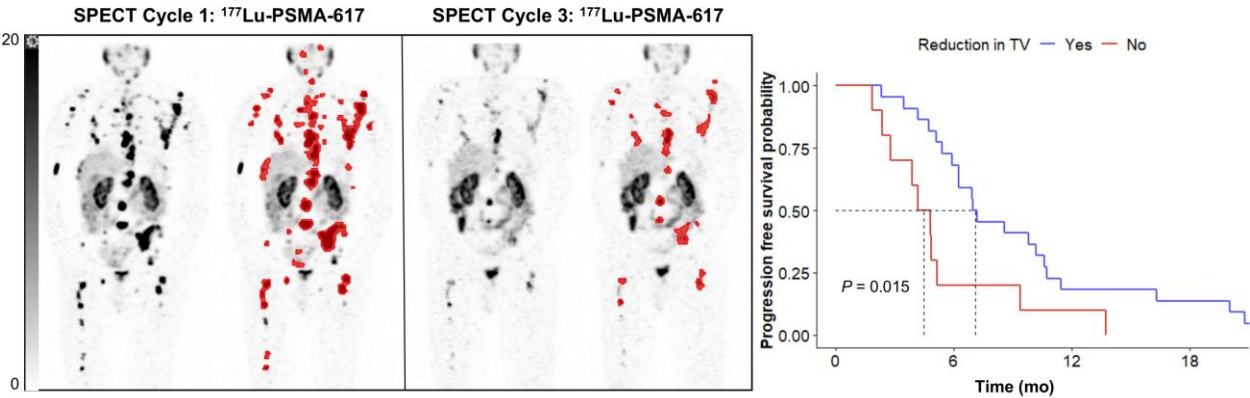 SPECT Cycle 1: ¹⁷⁷Lu-PSMA-617
SPECT Cycle 3: ¹⁷⁷Lu-PSMA-617
20
0
Reduction in TV Yes No
Progression free survival probability
1.00
0.75
0.50
0.25
0.00
P = 0.015
0 6 12 18
Time (mo)